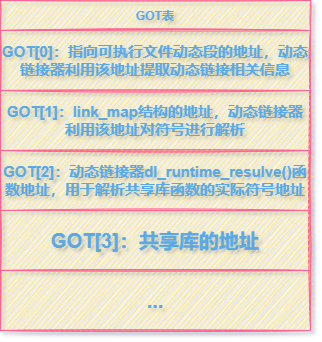 GOT表
GOT[0]：指向可执行文件动态段的地址，动态
链接器利用该地址提取动态链接相关信息
GOT[1]：link_map结构的地址，动态链接器
利用该地址对符号进行解析
GOT[2]：动态链接器dl_runtime_resulve()函
数地址，用于解析共享库函数的实际符号地址
GOT[3]：共享库的地址
...